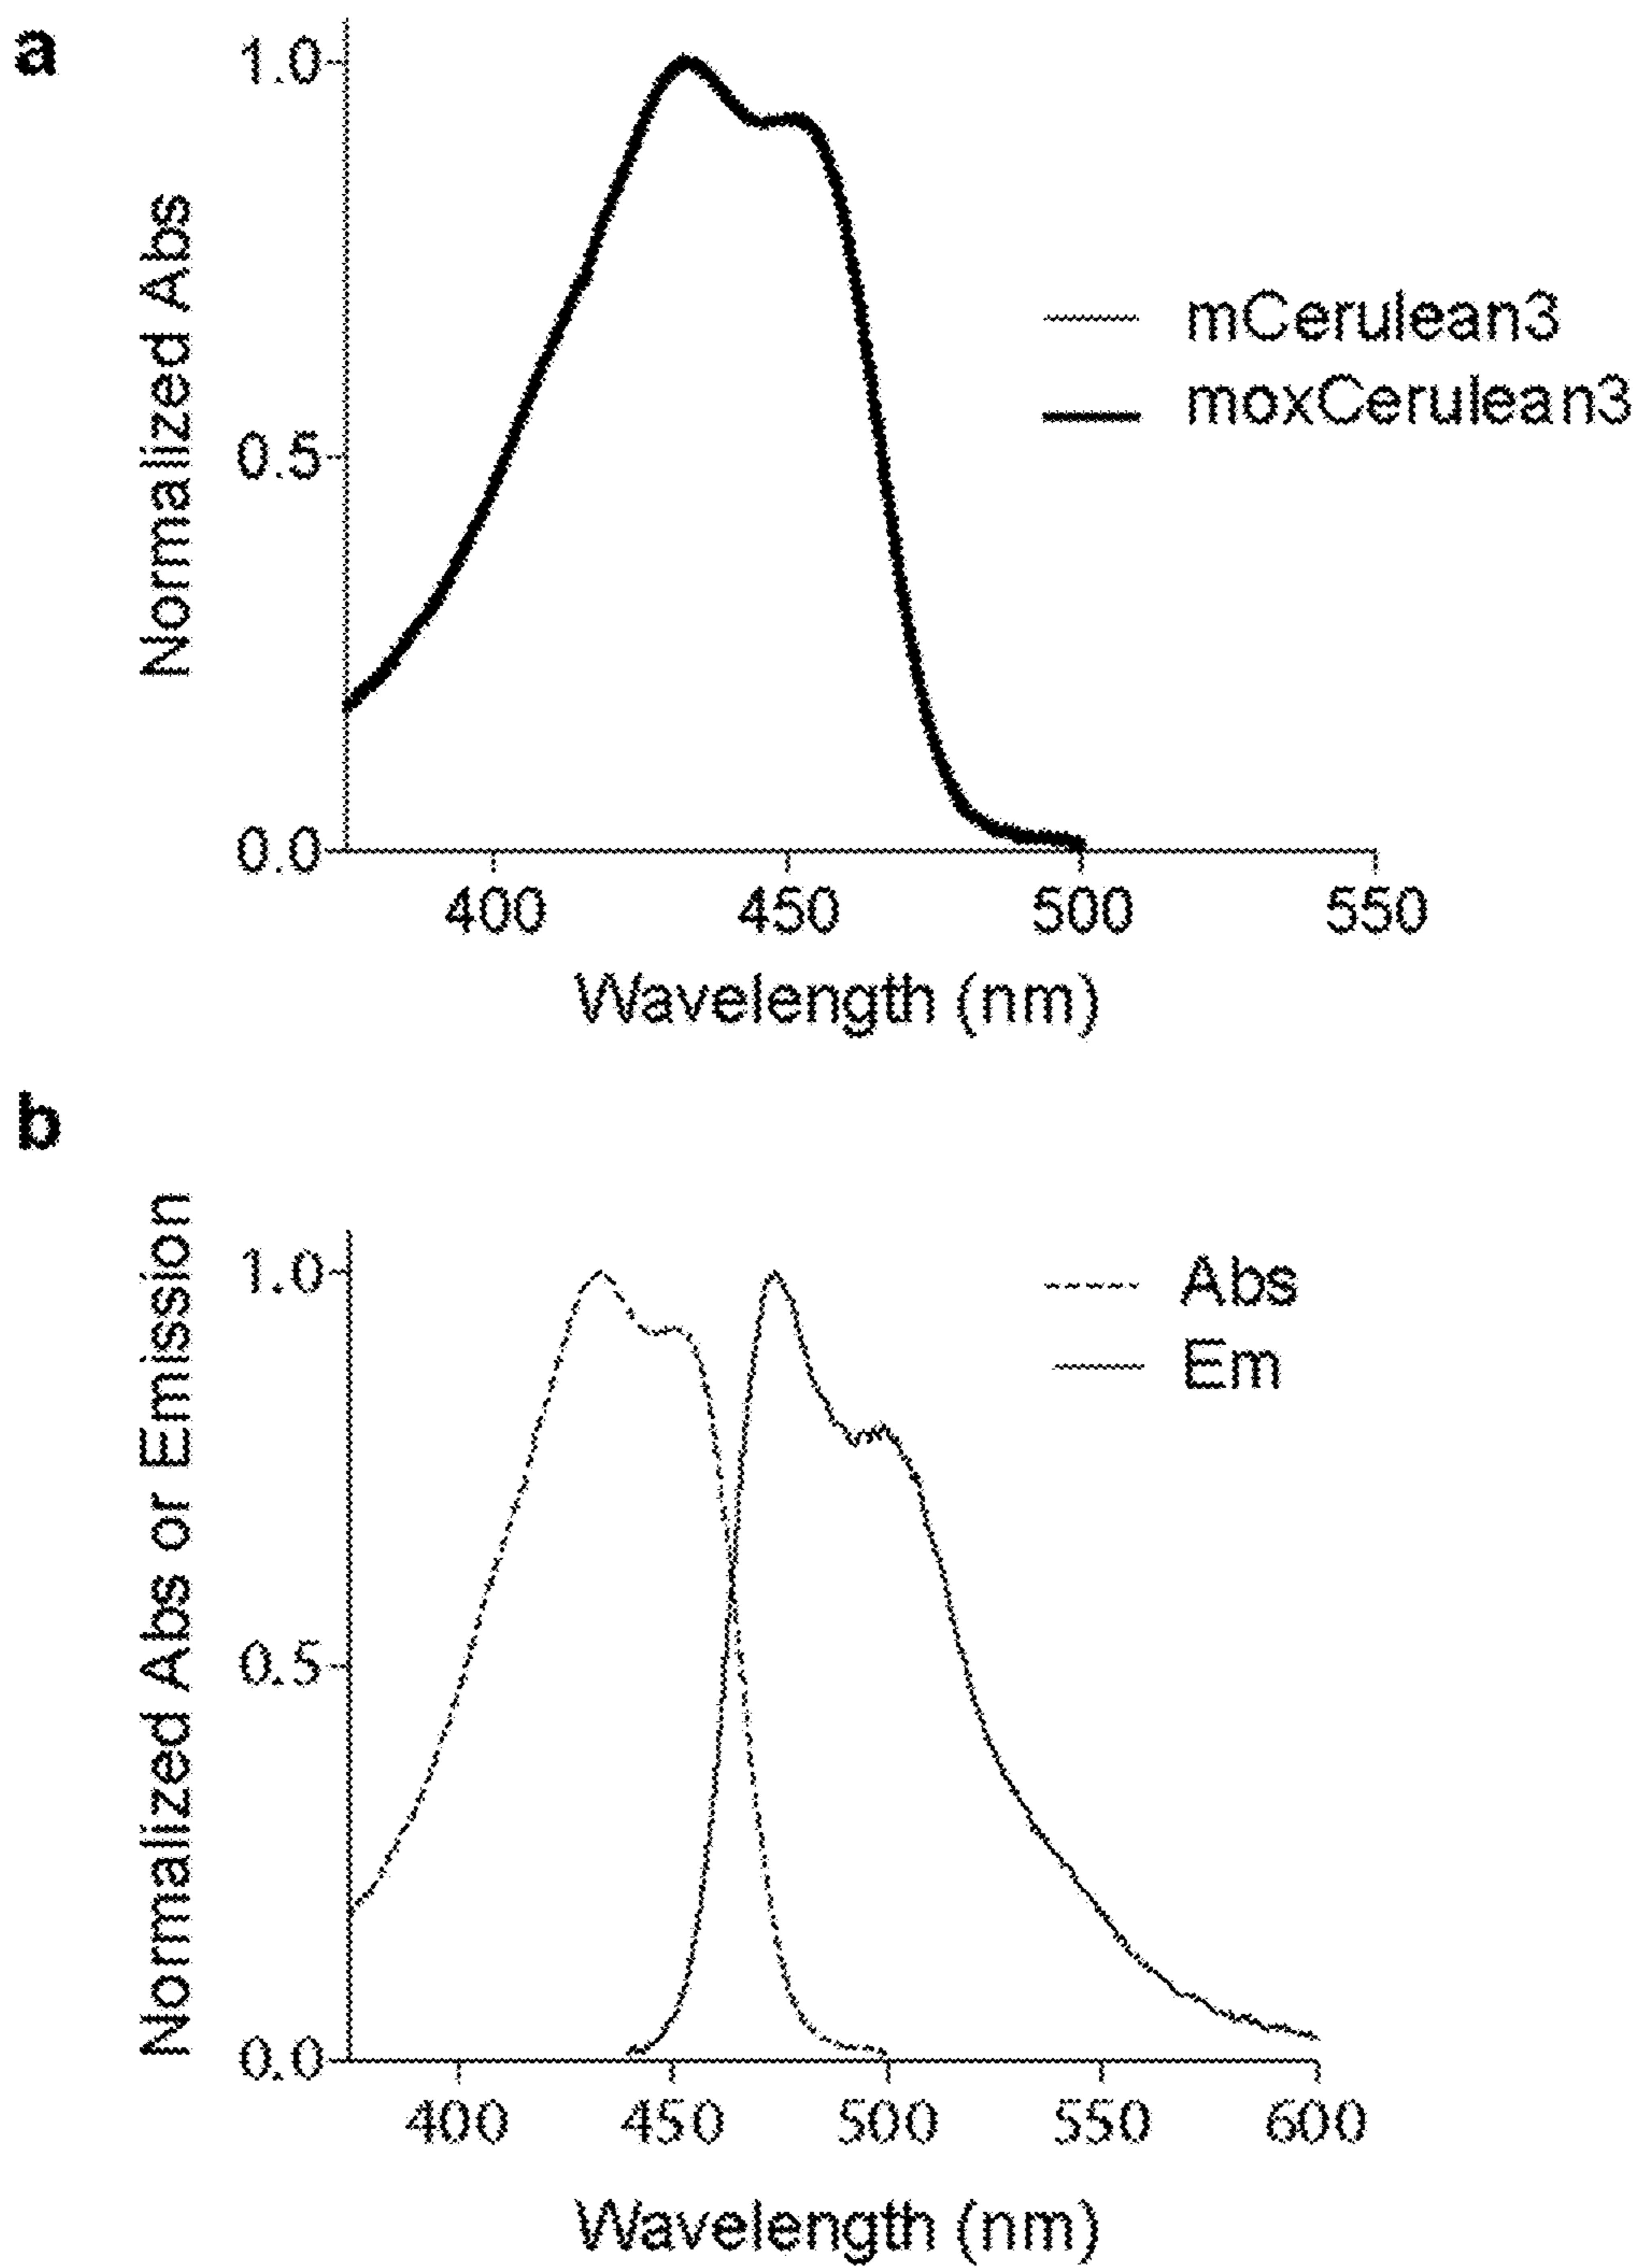 a
Normalized Abs
1.0
0.5
0.0
400 450 500 550
Wavelength (nm)
mCerulean3
moxCerulean3
b
Normalized Abs or Emission
1.0
0.5
0.0
400 450 500 550 600
Wavelength (nm)
Abs
Em